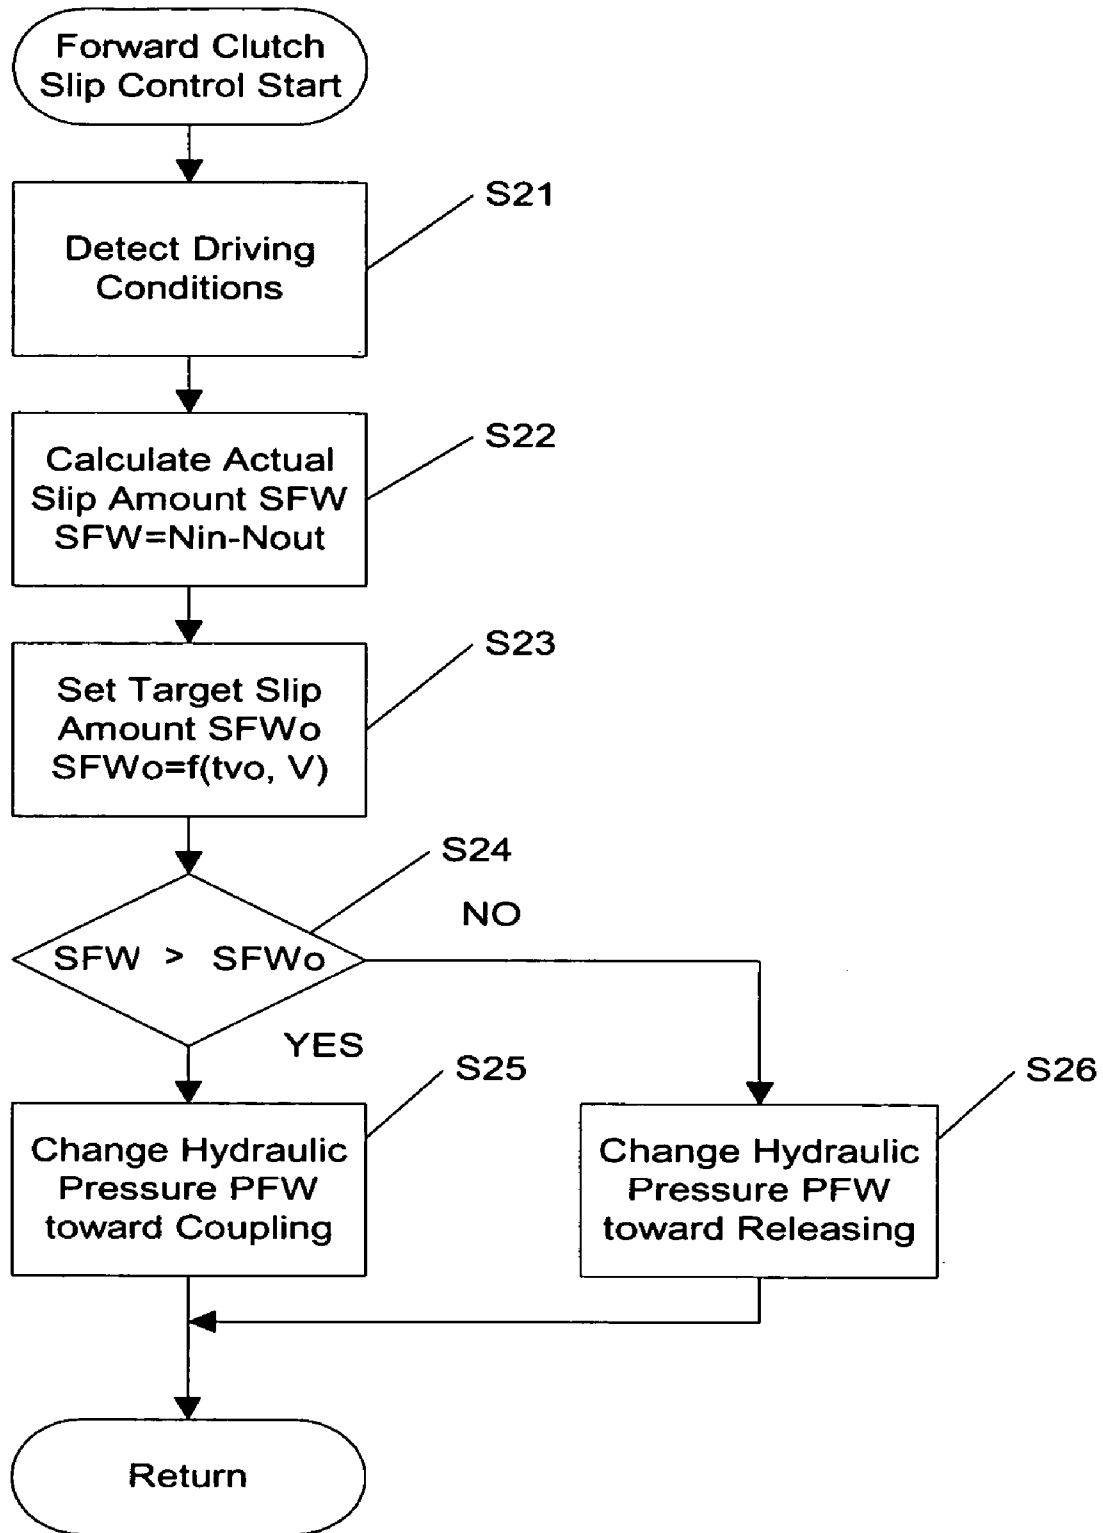 Forward Clutch
Slip Control Start
S21
Detect Driving
Conditions
S22
Calculate Actual
Slip Amount SFW
SFW=Nin-Nout
S23
Set Target Slip
Amount SFWo
SFWo=f(tvo, V)
S24
NO
SFW > SFWo
YES
S25
S26
Change Hydraulic
Pressure PFW
toward Coupling
Change Hydraulic
Pressure PFW
toward Releasing
Return